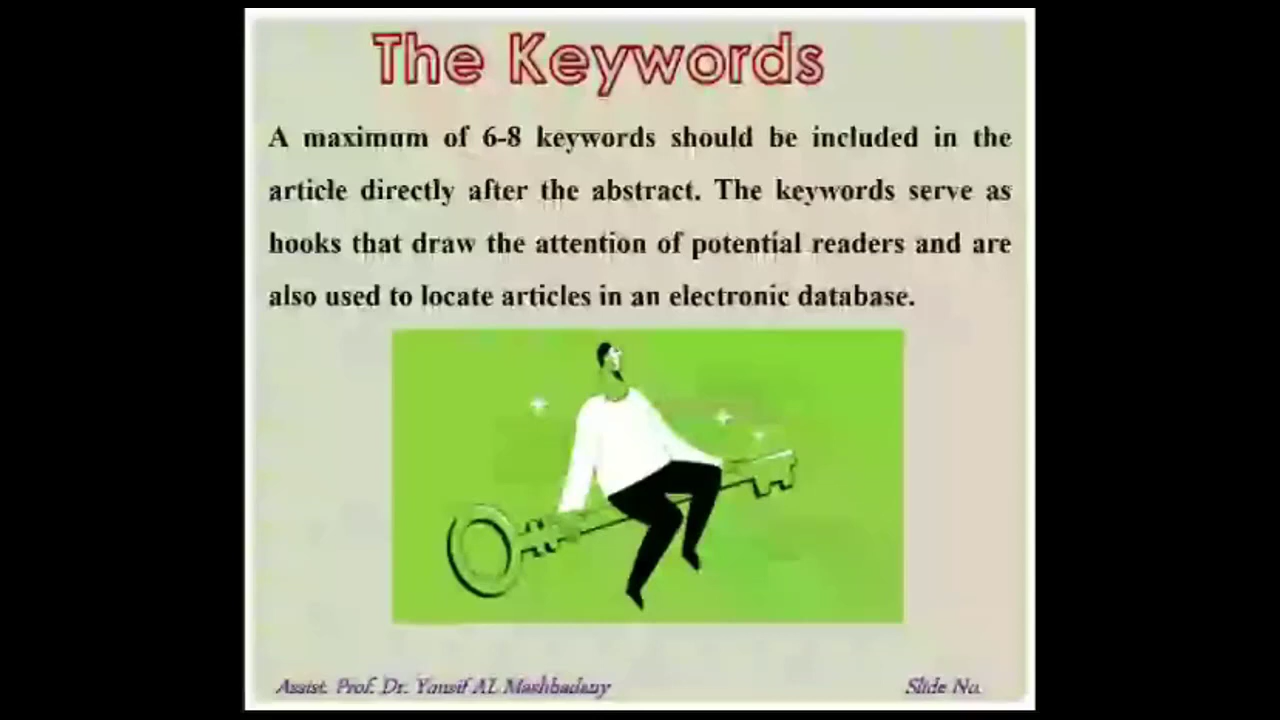 The Keywords
A maximum of 6-8 keywords should be included in the
article directly after the abstract. The keywords serve as
hooks that draw the attention of potential readers and are
also used to locate articles in an electronic database.
Assist. Prof. Dr. Yousif AL Mashhadany
Slide No.